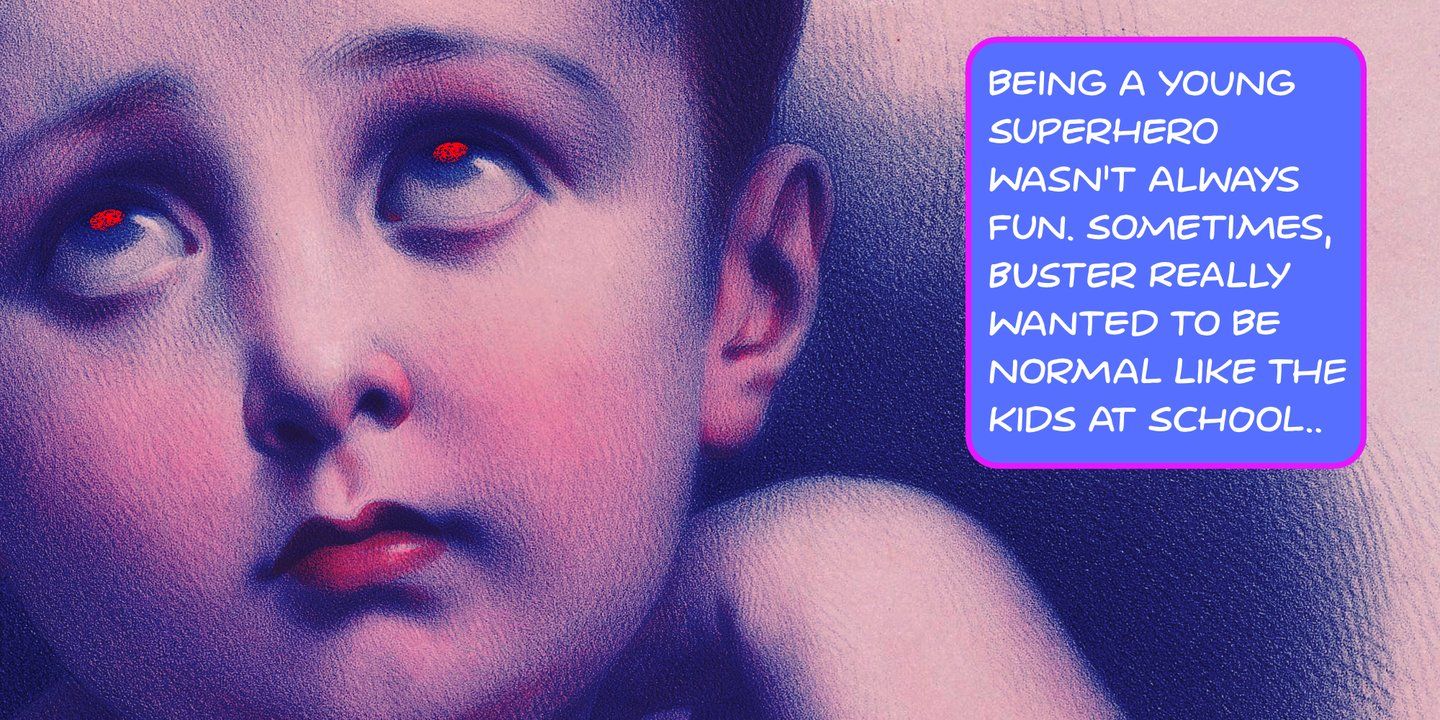 BEING A YOUNG
SUPERHERO
WASN'T ALWAYS
FUN. SOMETIMES,
BUSTER REALLY
WANTED TO BE
NORMAL LIKE THE
KIDS AT SCHOOL..